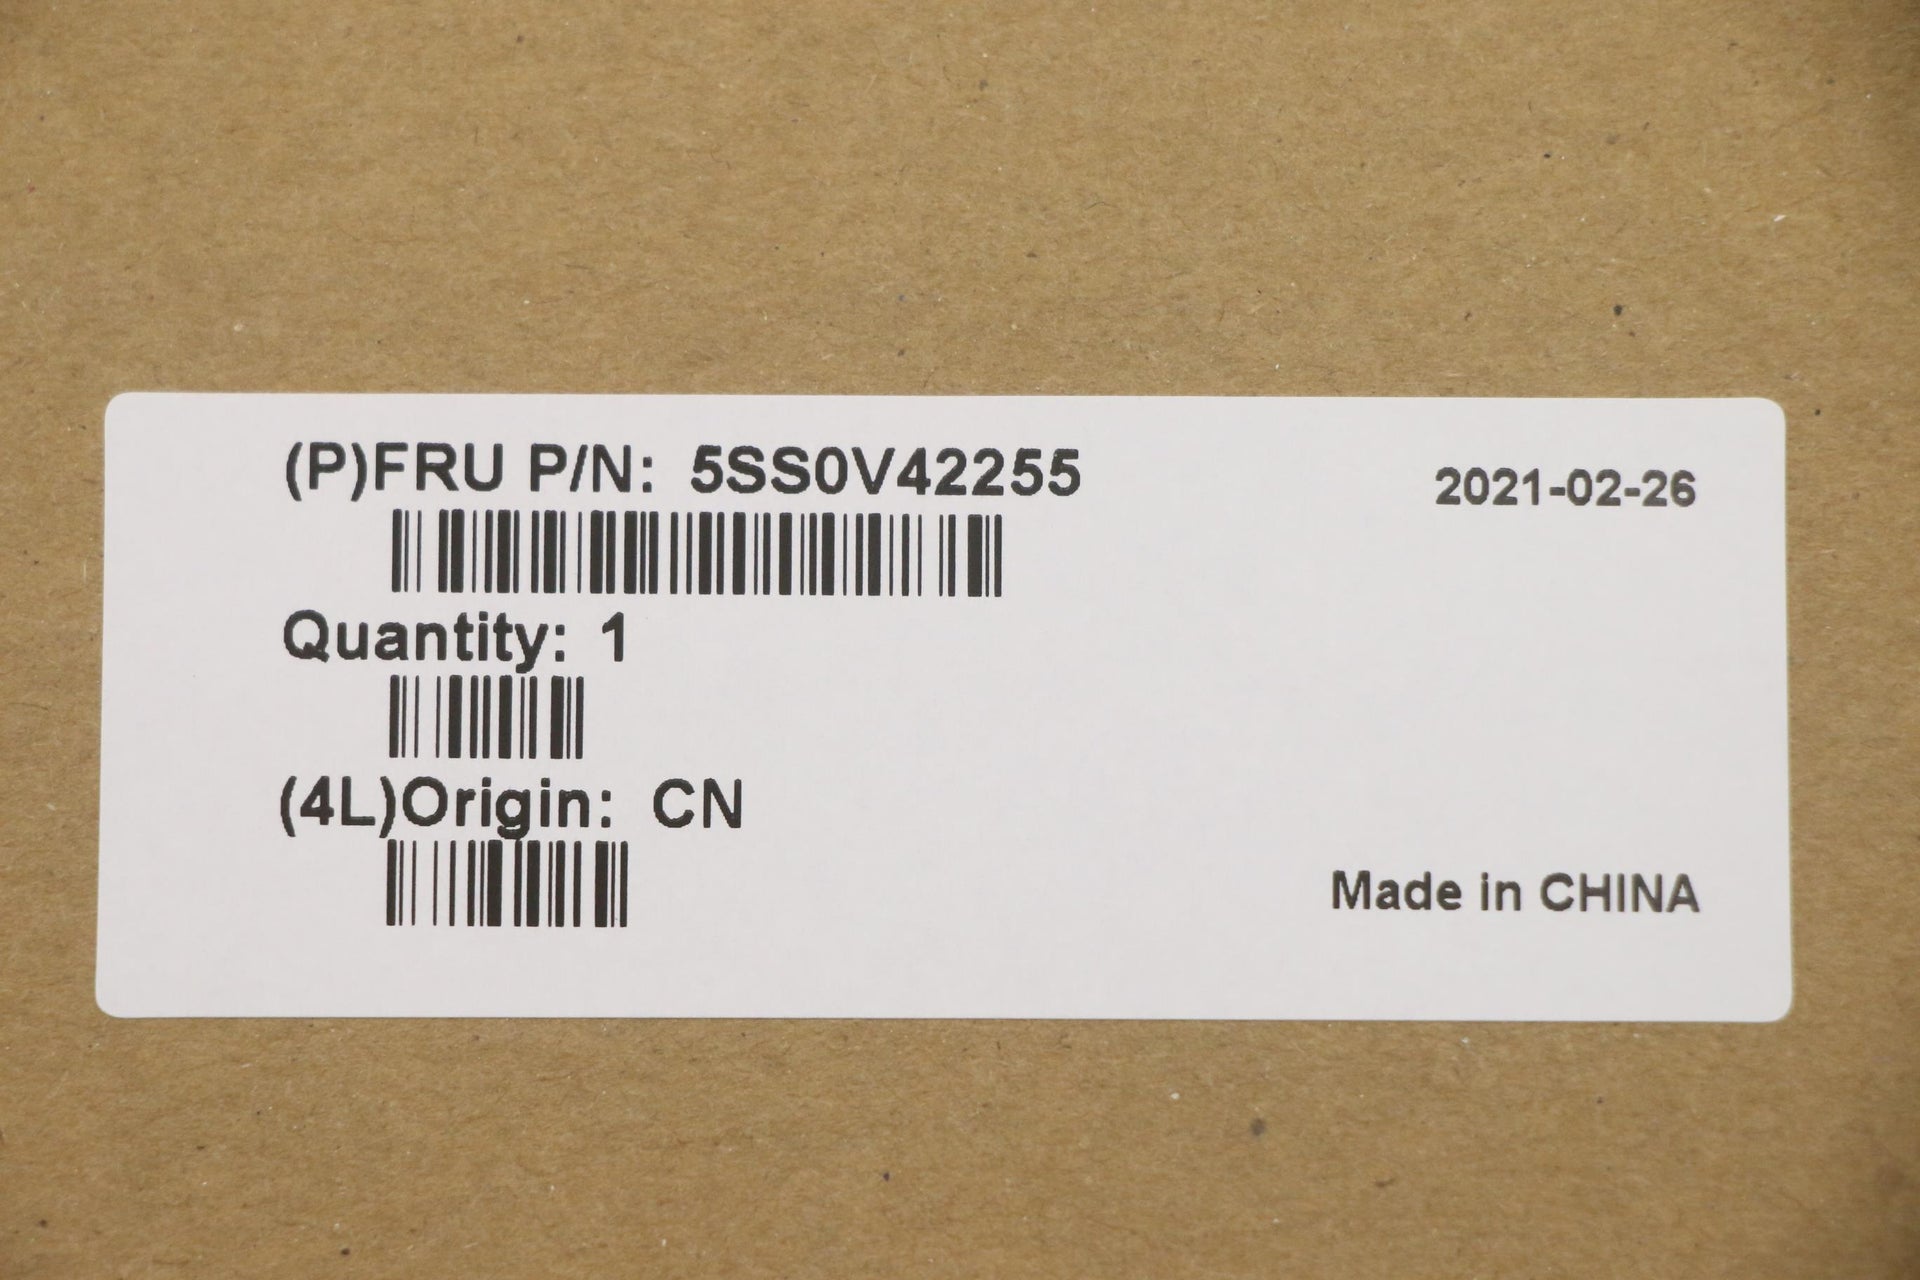 (P)FRU P/N: 5SS0V42255
2021-02-26
Quantity: 1
(4L)Origin: CN
Made in CHINA